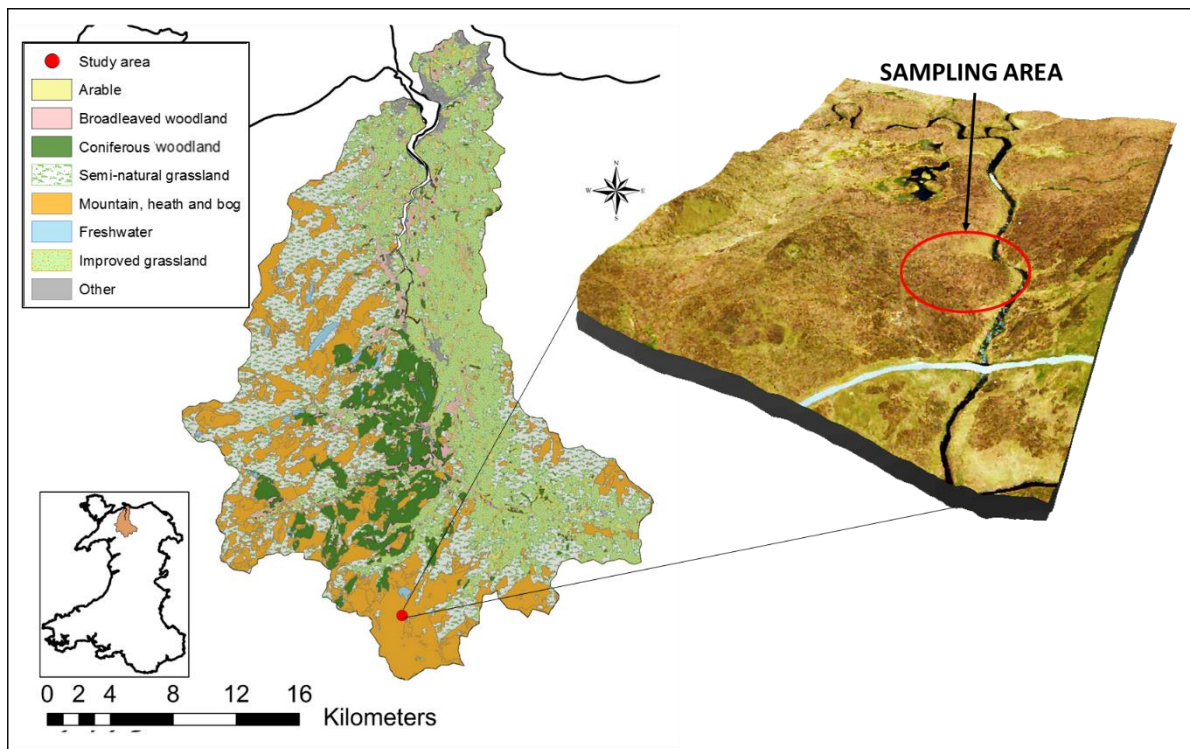 SAMPLING AREA
Study area
Arable
Broadleaved woodland
Coniferous woodland
Semi-natural grassland
Mountain, heath and bog
Freshwater
Improved grassland
Other
N
W E
S
0 2 4 8 12 16
Kilometers